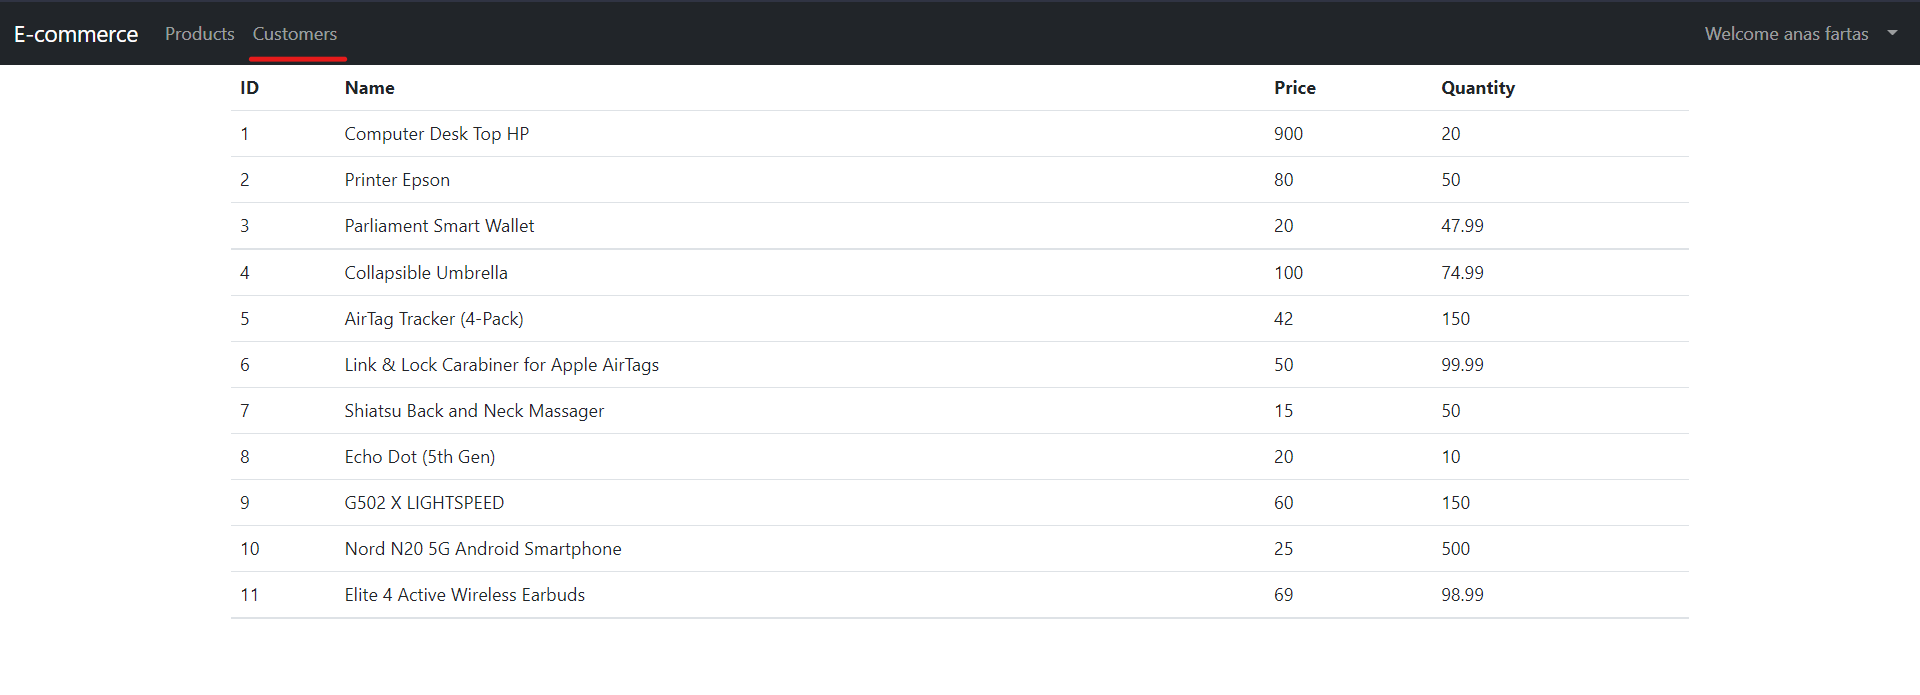 E-commerce Products Customers Welcome anas fartas
ID Name Price Quantity
1 Computer Desk Top HP 900 20
2 Printer Epson 80 50
3 Parliament Smart Wallet 20 47.99
4 Collapsible Umbrella 100 74.99
5 AirTag Tracker (4-Pack) 42 150
6 Link & Lock Carabiner for Apple AirTags 50 99.99
7 Shiatsu Back and Neck Massager 15 50
8 Echo Dot (5th Gen) 20 10
9 G502 X LIGHTSPEED 60 150
10 Nord N20 5G Android Smartphone 25 500
11 Elite 4 Active Wireless Earbuds 69 98.99